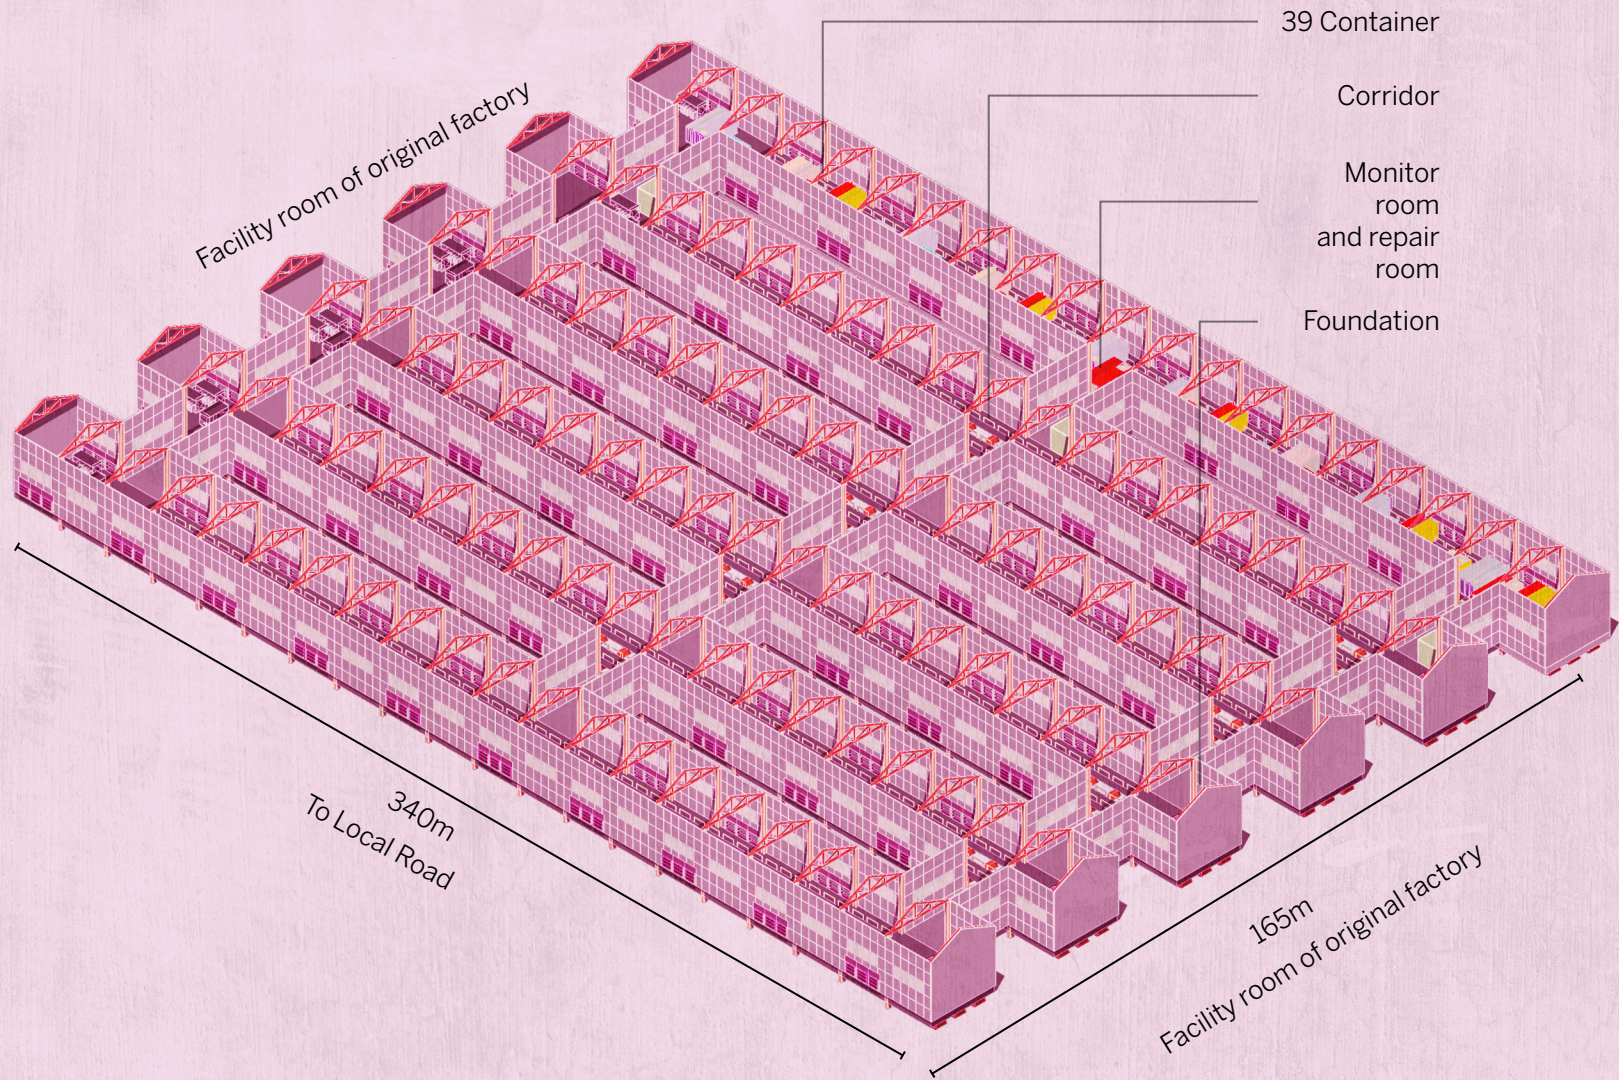 39 Container
Corridor
Monitor
room
and repair
room
Foundation
Facility room of original factory
340m
To Local Road
165m
Facility room of original factory